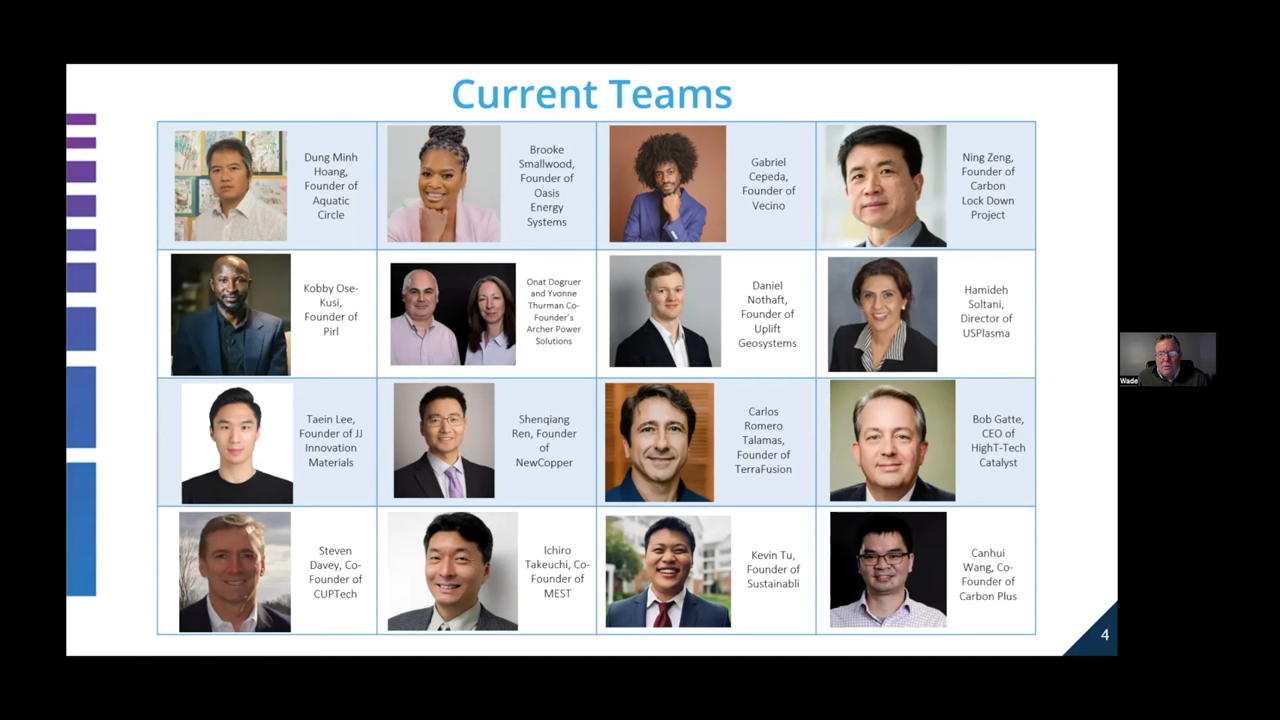 Current Teams
Dung Minh
Hoang,
Founder of
Aquatic
Circle
Brooke
Smallwood,
Founder of
Oasis
Energy
Systems
Gabriel
Cepeda,
Founder of
Vecino
Ning Zeng,
Founder of
Carbon
Lock Down
Project
Kobby Ose-
Kusi,
Founder of
Pirl
Onat Dogruer
and Yvonne
Thurman Co-
Founder's
Archer Power
Solutions
Daniel
Nothaft,
Founder of
Uplift
Geosystems
Hamideh
Soltani,
Director of
USPlasma
Taein Lee,
Founder of JJ
Innovation
Materials
Shenqiang
Ren, Founder
of
NewCopper
Carlos
Romero
Talamas,
Founder of
TerraFusion
Bob Gatte,
CEO of
HighT-Tech
Catalyst
Steven
Davey, Co-
Founder of
CUPTech
Ichiro
Takeuchi, Co-
Founder of
MEST
Kevin Tu,
Founder of
Sustainabli
Canhui
Wang, Co-
Founder of
Carbon Plus
4
Wade